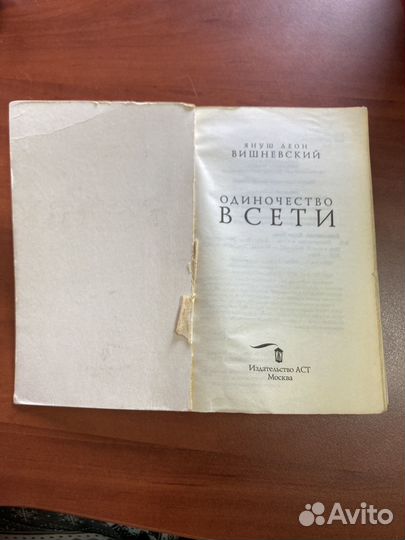 ЯНУШ ЛЕОН
ВИШНЕВСКИЙ
ОДИНОЧЕСТВО
В СЕТИ
Издательство АСТ
Москва
Avito